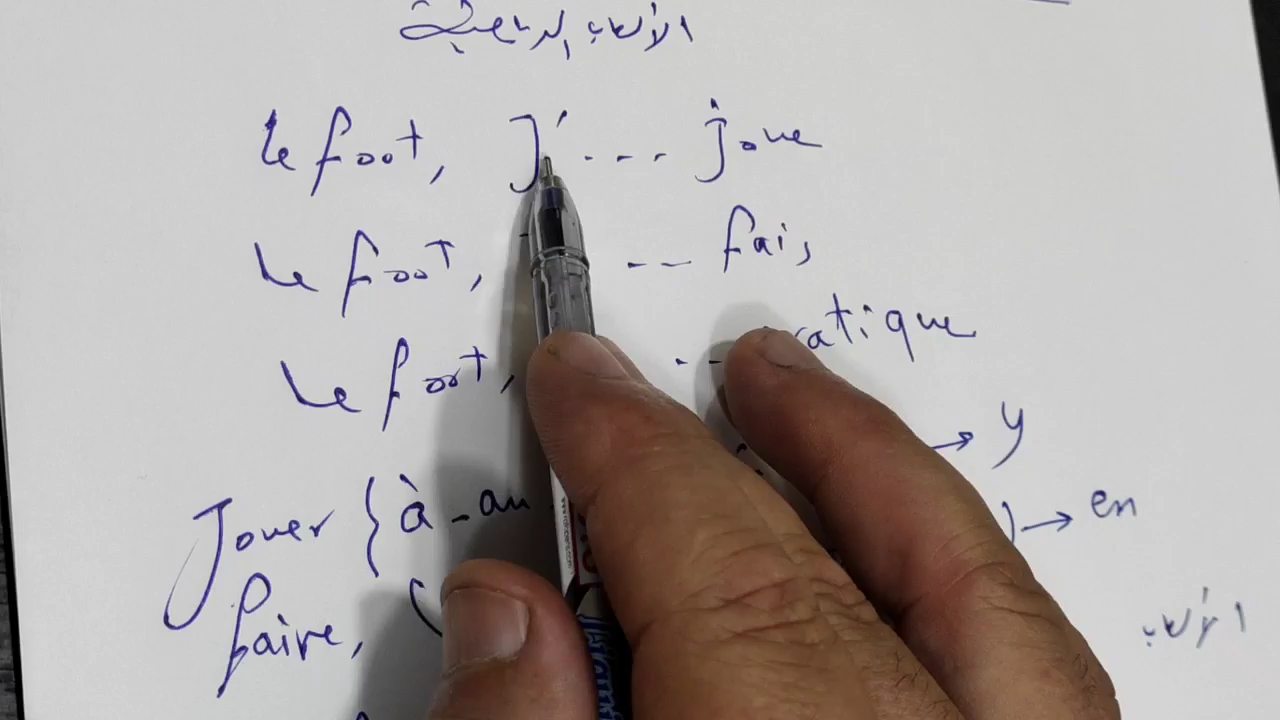 الألعاب الرياضية
le foot, J' ... joue
le foot, -- fais
le foot, .- ratique
→ y
Jouer { à - au
) → en
faire, (
الألعاب